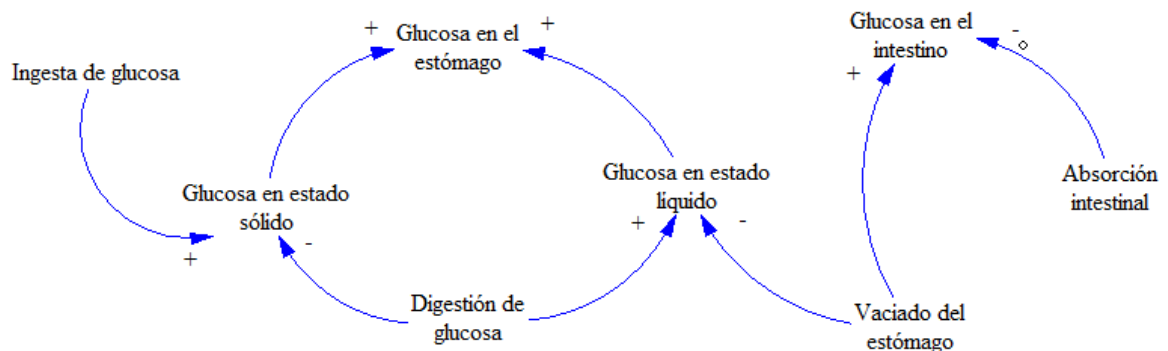 +
Glucosa en el
estómago
+
Glucosa en el
intestino
-
Ingesta de glucosa
+
Glucosa en estado
sólido
Glucosa en estado
líquido
Absorción
intestinal
+
-
+
-
Digestión de
glucosa
Vaciado del
estómago